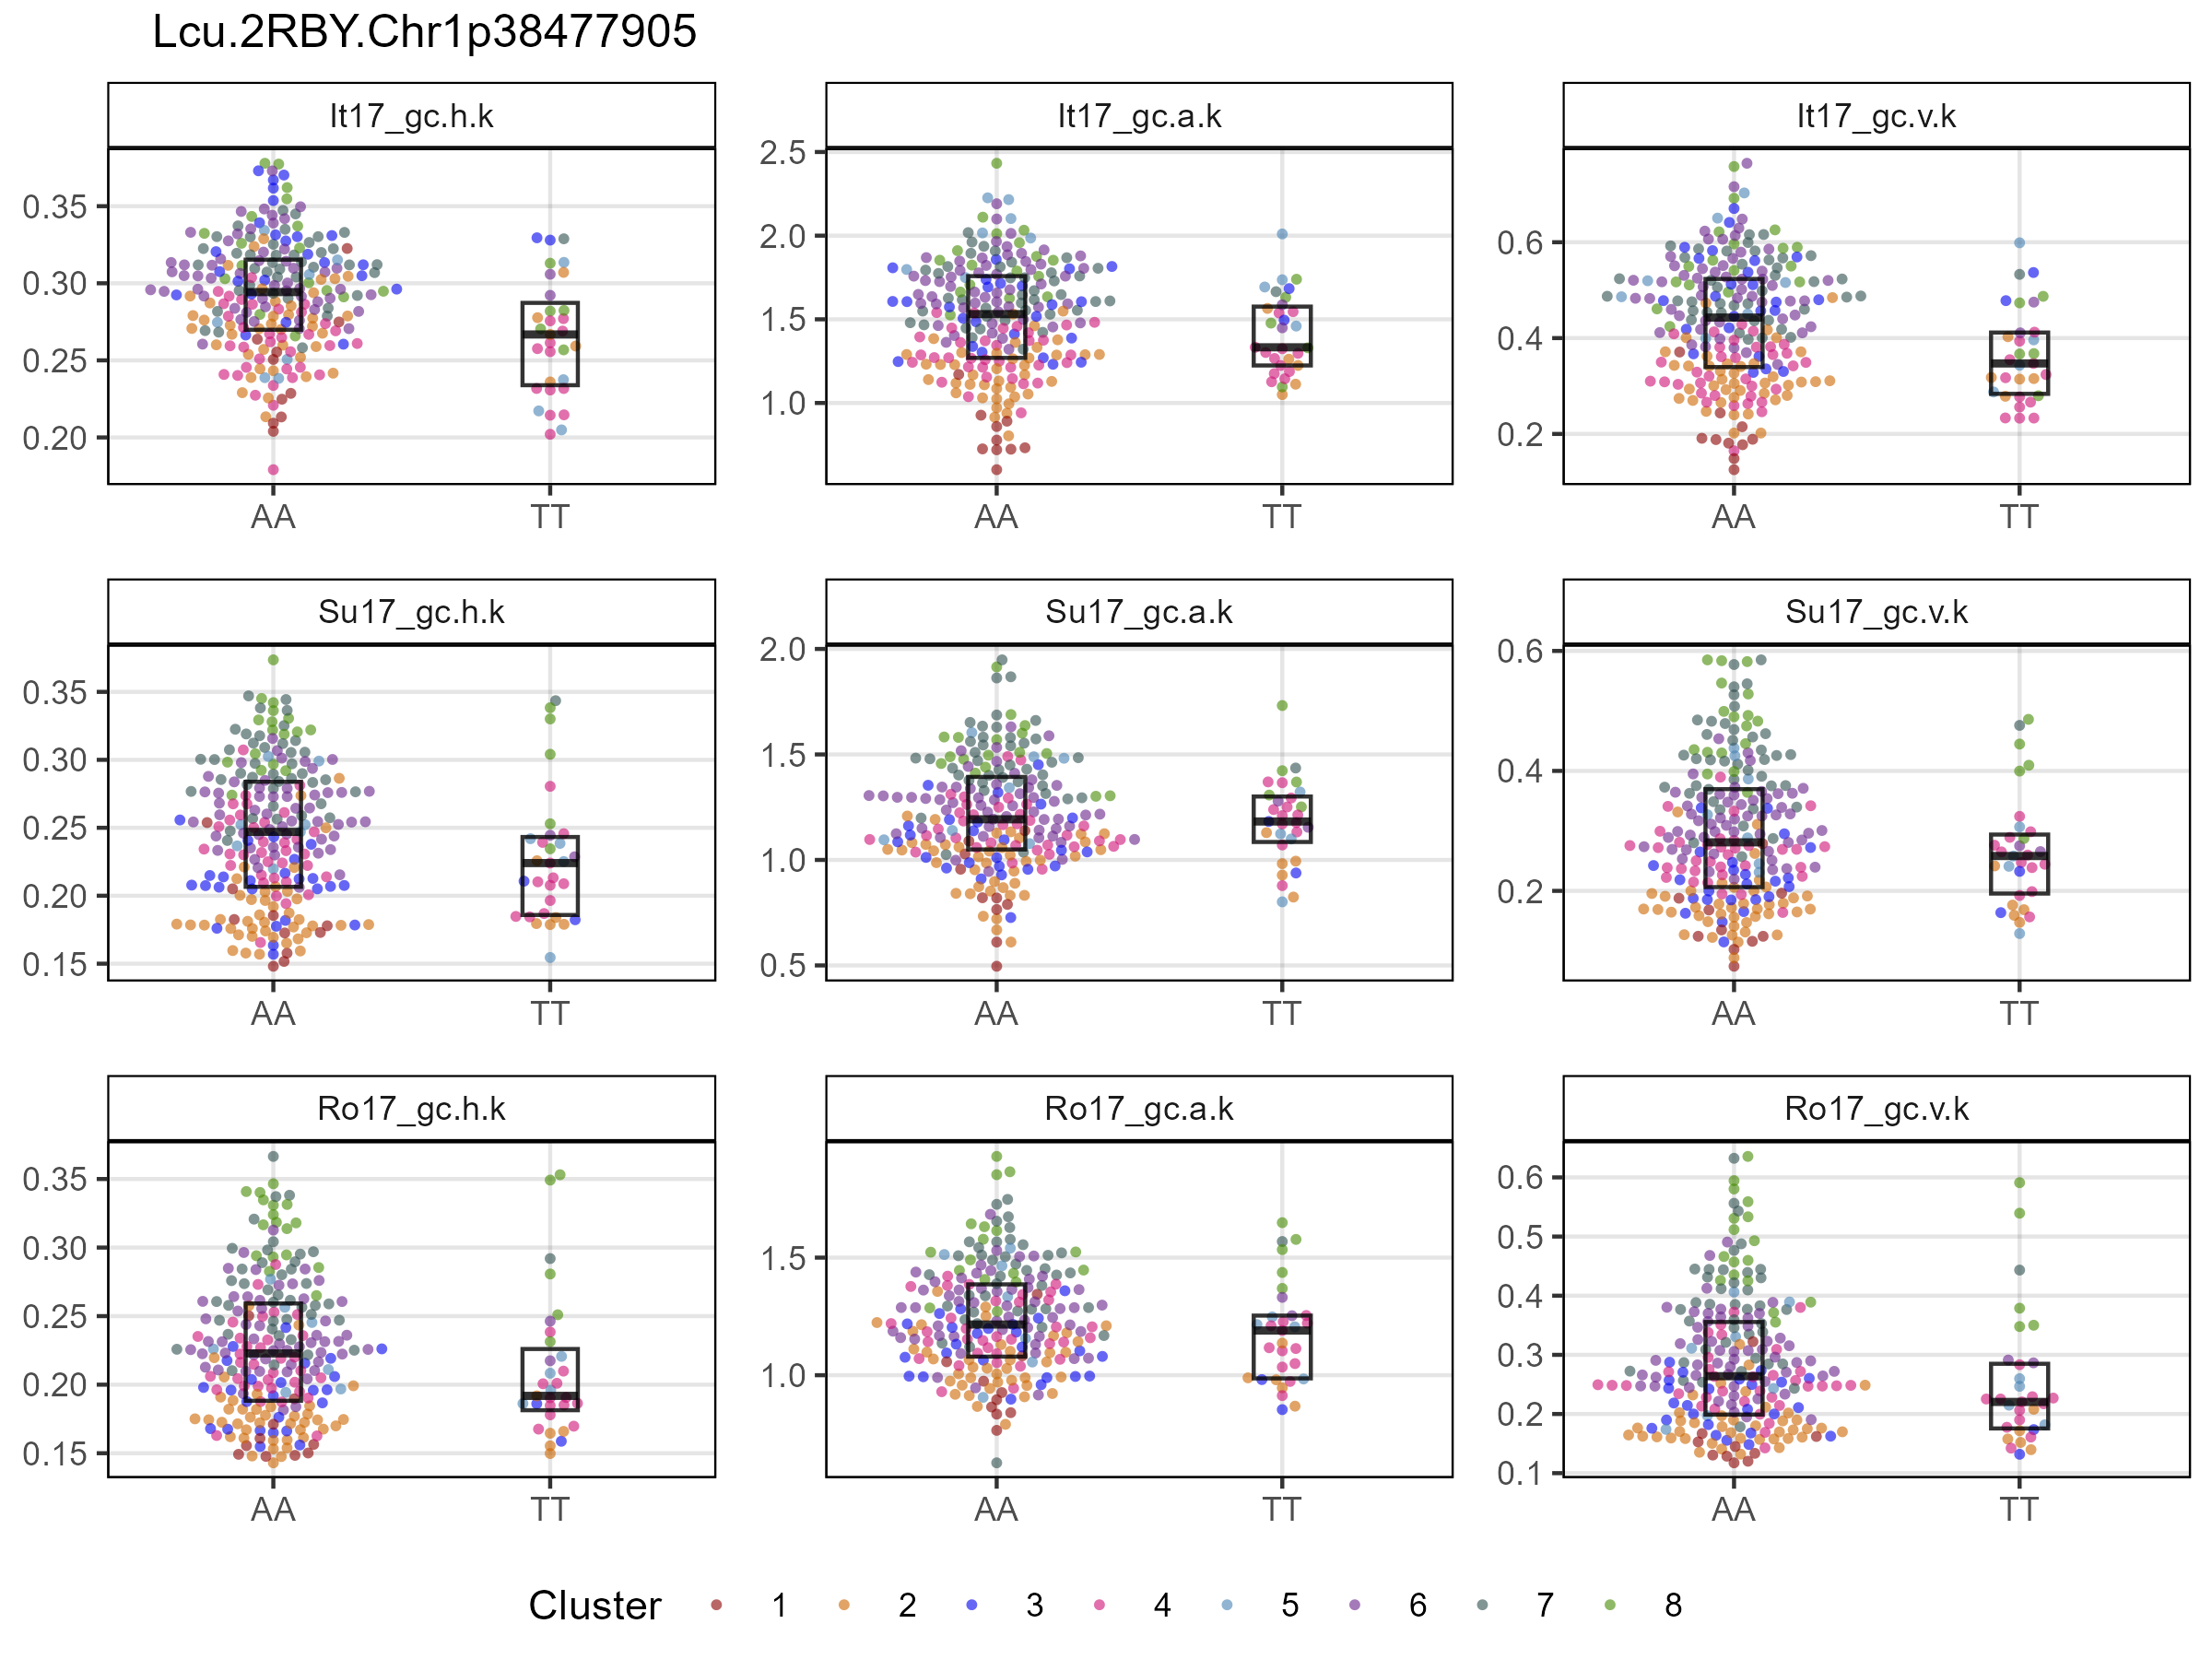 Lcu.2RBY.Chr1p38477905
It17_gc.h.k
It17_gc.a.k
It17_gc.v.k
0.35
0.30
0.25
0.20
2.5
2.0
1.5
1.0
0.6
0.4
0.2
AA TT
AA TT
AA TT
Su17_gc.h.k
Su17_gc.a.k
Su17_gc.v.k
0.35
0.30
0.25
0.20
0.15
2.0
1.5
1.0
0.5
0.6
0.4
0.2
AA TT
AA TT
AA TT
Ro17_gc.h.k
Ro17_gc.a.k
Ro17_gc.v.k
0.35
0.30
0.25
0.20
0.15
1.5
1.0
0.6
0.5
0.4
0.3
0.2
0.1
AA TT
AA TT
AA TT
Cluster 1 2 3 4 5 6 7 8